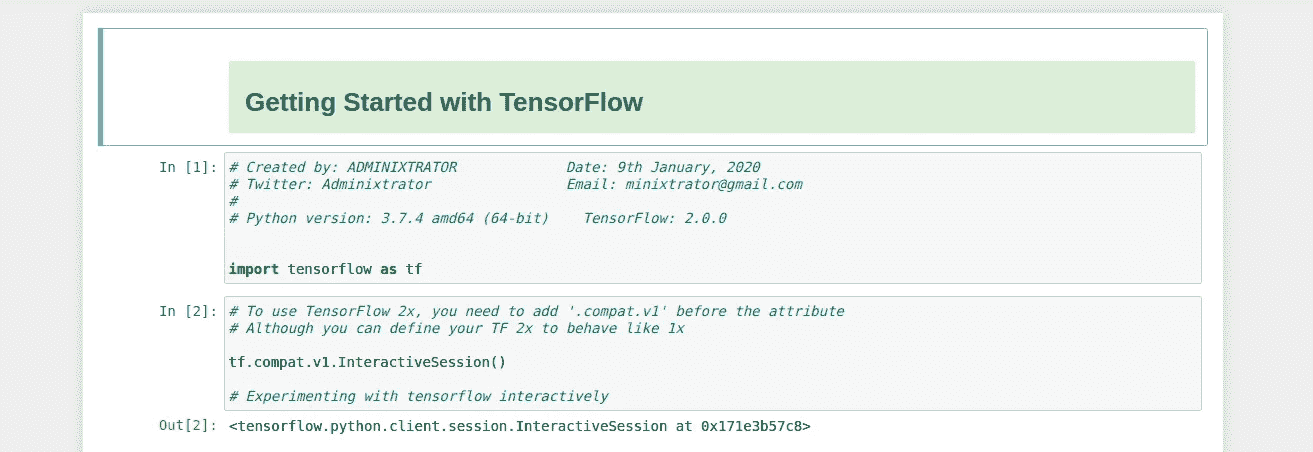 Getting Started with TensorFlow
In [1]: # Created by: ADMINIXTRATOR Date: 9th January, 2020
# Twitter: Adminixtrator Email: minixtrator@gmail.com
#
# Python version: 3.7.4 amd64 (64-bit) TensorFlow: 2.0.0
import tensorflow as tf
In [2]: # To use TensorFlow 2x, you need to add '.compat.v1' before the attribute
# Although you can define your TF 2x to behave like 1x
tf.compat.v1.InteractiveSession()
# Experimenting with tensorflow interactively
Out[2]: <tensorflow.python.client.session.InteractiveSession at 0x171e3b57c8>